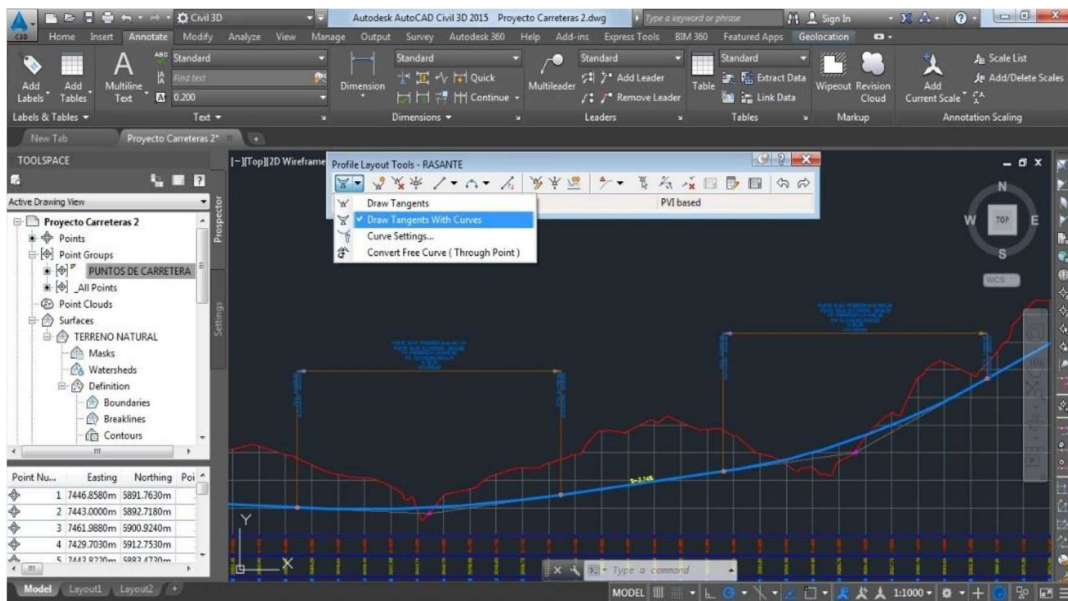 Civil 3D
Autodesk AutoCAD Civil 3D 2015 Proyecto Carreteras 2.dwg
Type a keyword or phrase
Sign In
C3D
Home Insert Annotate Modify Analyze View Manage Output Survey Autodesk 360 Help Add-ins Express Tools BIM 360 Featured Apps Geolocation
Add Labels
Add Tables
Labels & Tables
Multiline Text
Standard
Find text
0.200
Text
Dimension
Standard
Quick
Continue
Dimensions
Multileader
Standard
Add Leader
Remove Leader
Leaders
Table
Standard
Extract Data
Link Data
Tables
Wipeout
Revision Cloud
Markup
Add Current Scale
Scale List
Add/Delete Scales
Annotation Scaling
New Tab
Proyecto Carreteras 2*
TOOLSPACE
Active Drawing View
Proyecto Carreteras 2
Points
Point Groups
PUNTOS DE CARRETERA
_All Points
Point Clouds
Surfaces
TERRENO NATURAL
Masks
Watersheds
Definition
Boundaries
Breaklines
Contours
Prospector
Settings
Point Nu... Easting Northing Poi
1 7446.8580m 5891.7630m
2 7443.0000m 5892.7180m
3 7461.9880m 5900.9240m
4 7429.7030m 5912.7530m
[-][Top][2D Wireframe
Profile Layout Tools - RASANTE
PVI based
Draw Tangents
Draw Tangents With Curves
Curve Settings...
Convert Free Curve ( Through Point )
N
W
TOP
E
S
WCS
Y
X
Type a command
Model
Layout1
Layout2
MODEL
1:1000